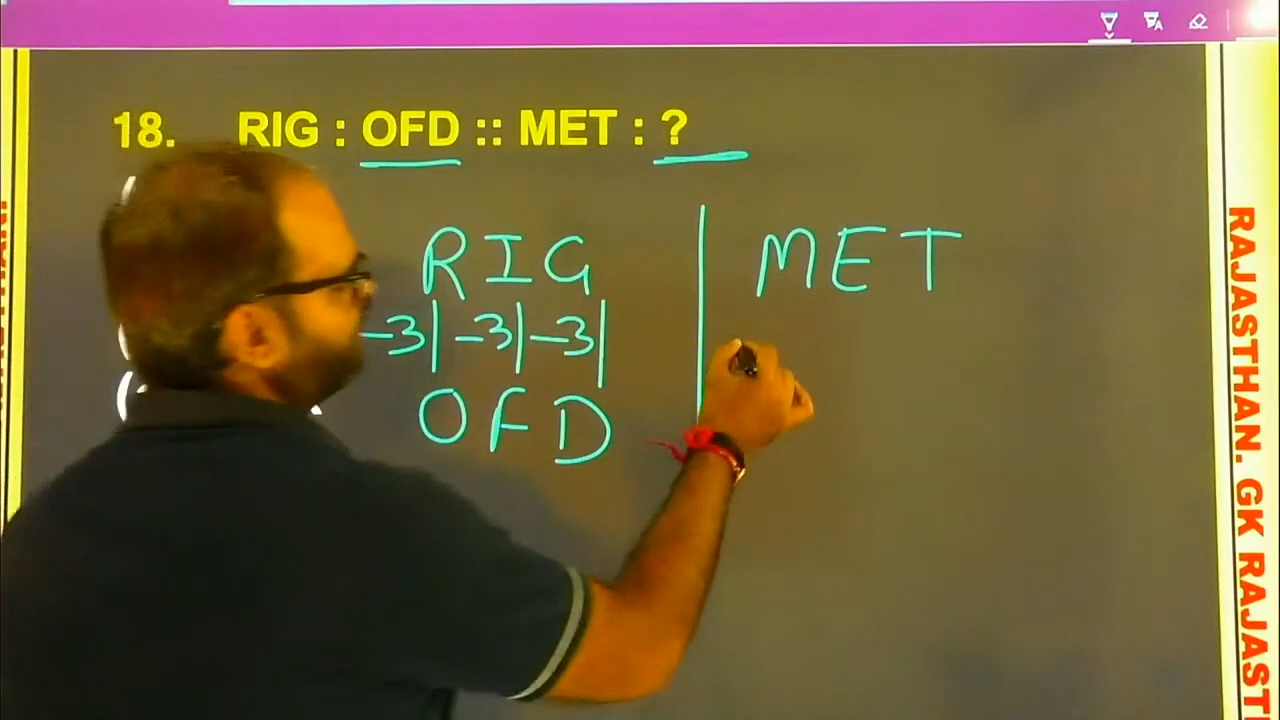 18. RIG : OFD :: MET : ?
RIG
-3| -3| -3|
OFD
MET
RAJASTHAN. GK RAJAST